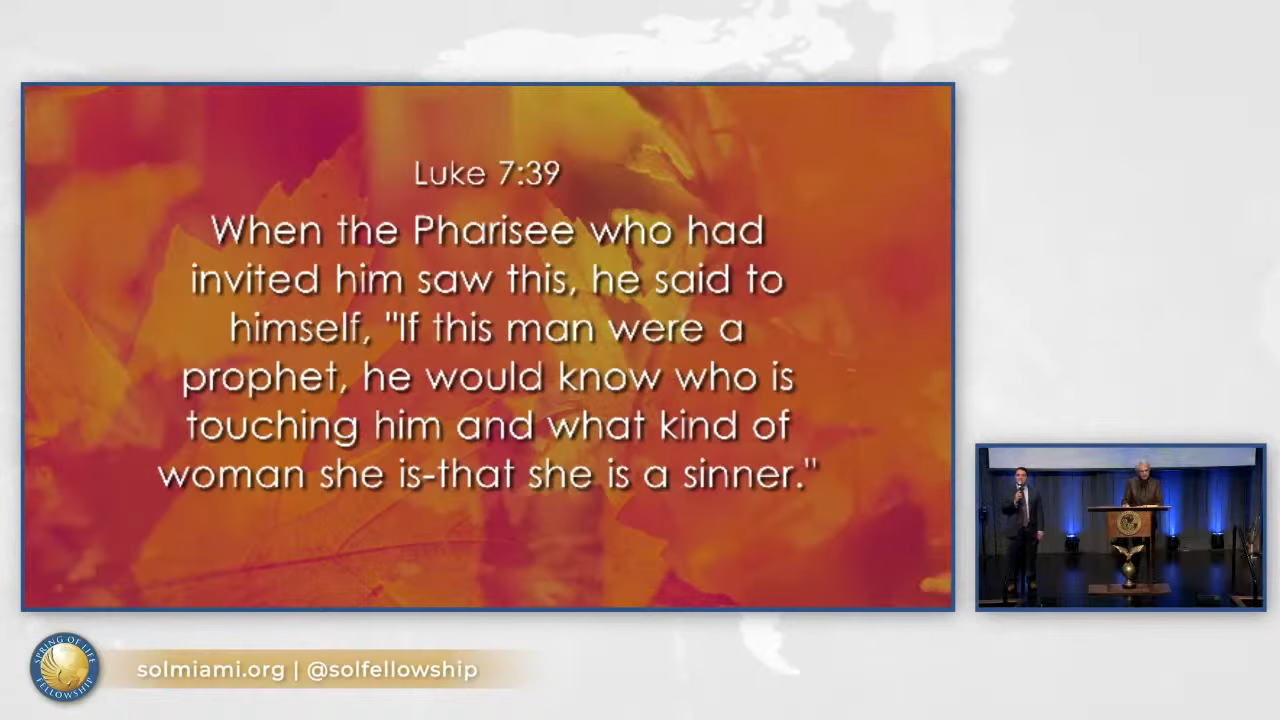 Luke 7:39
When the Pharisee who had
invited him saw this, he said to
himself, "If this man were a
prophet, he would know who is
touching him and what kind of
woman she is-that she is a sinner."
SPRING OF LIFE
FELLOWSHIP
solmiami.org | @solfellowship